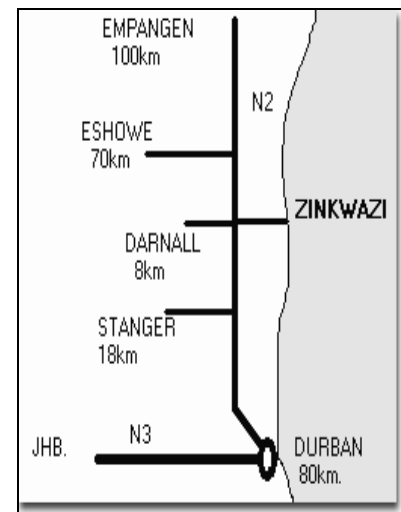 EMPANGEN
100km
N2
ESHOWE
70km
ZINKWAZI
DARNALL
8km
STANGER
18km
JHB.
N3
DURBAN
80km.